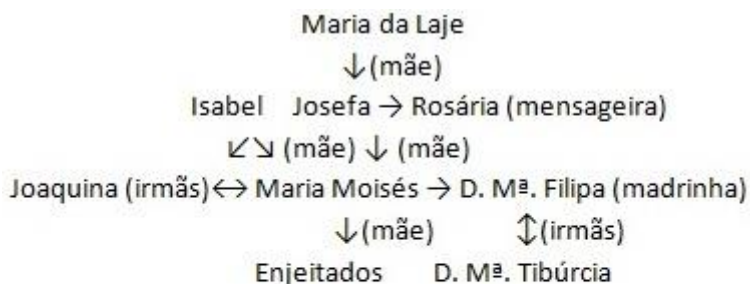 Maria da Laje
↓(mãe)
Isabel Josefa → Rosária (mensageira)
↙↘ (mãe) ↓ (mãe)
Joaquina (irmãs)↔ Maria Moisés → D. Mª. Filipa (madrinha)
↓(mãe) ↕(irmãs)
Enjeitados D. Mª. Tibúrcia